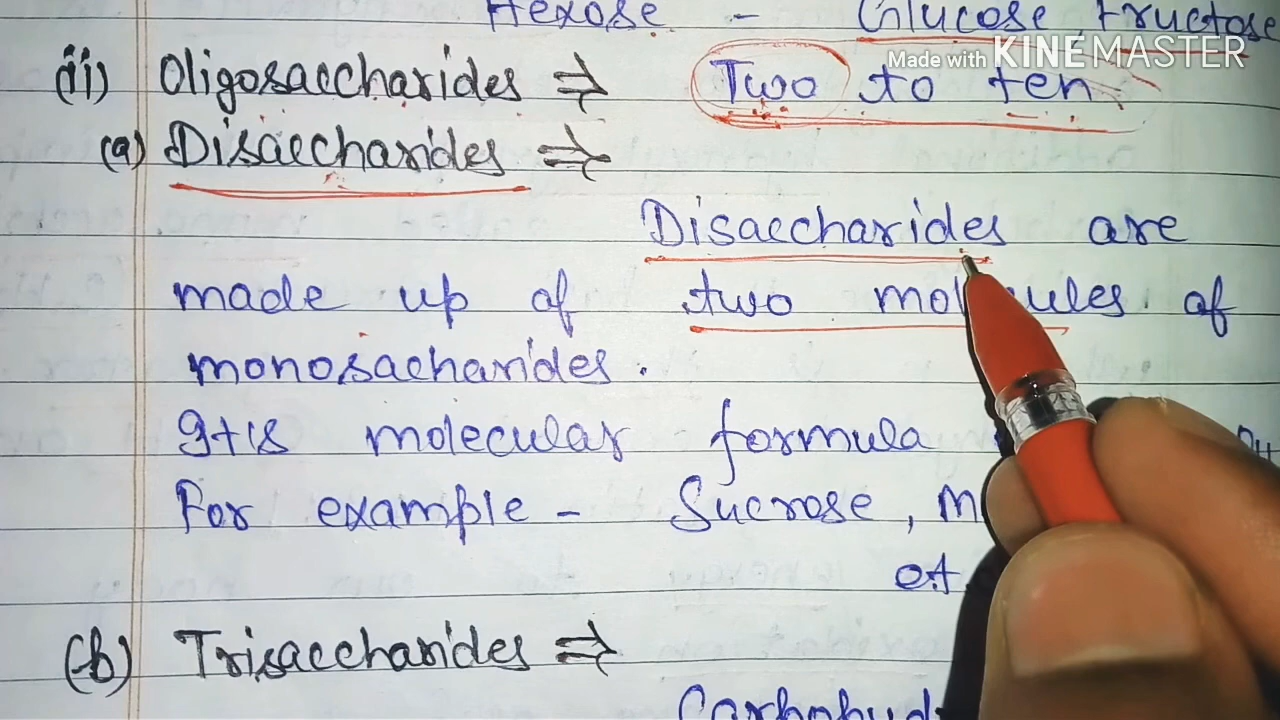 Hexose - Glucose, Fructose
Made with KINEMASTER
(ii) Oligosaccharides ⇒ Two to ten
(a) Disaccharides ⇒
Disaccharides are
made up of two molecules of
monosacharides.
It is molecular formula
For example - Sucrose,
(b) Trisaccharides ⇒